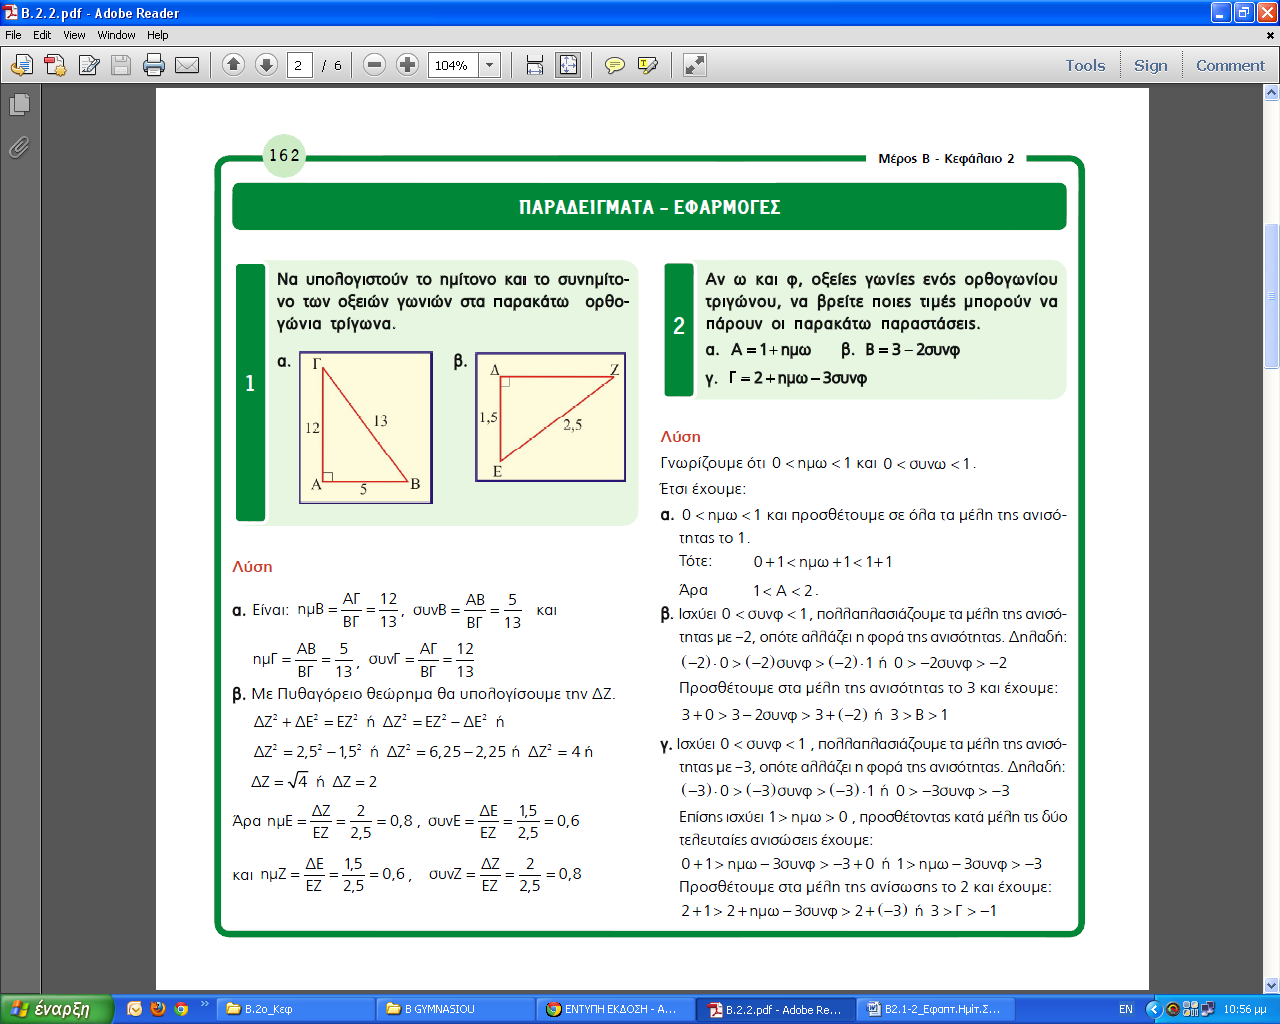 B.2.2.pdf - Adobe Reader
File Edit View Window Help
2 / 6 104% Tools Sign Comment
162
Μέρος Β - Κεφάλαιο 2
ΠΑΡΑΔΕΙΓΜΑΤΑ - ΕΦΑΡΜΟΓΕΣ
1
Να υπολογιστούν το ημίτονο και το συνημίτο-
νο των οξειών γωνιών στα παρακάτω ορθο-
γώνια τρίγωνα.
α.
Γ
12
13
Α
5
Β
β.
Δ
Ζ
1,5
2,5
Ε
Λύση
α. Είναι: ημΒ = ΑΓ/ΒΓ = 12/13 , συνΒ = ΑΒ/ΒΓ = 5/13 και
ημΓ = ΑΒ/ΒΓ = 5/13 , συνΓ = ΑΓ/ΒΓ = 12/13
β. Με Πυθαγόρειο θεώρημα θα υπολογίσουμε την ΔΖ.
ΔΖ² + ΔΕ² = ΕΖ² ή ΔΖ² = ΕΖ² − ΔΕ² ή
ΔΖ² = 2,5² − 1,5² ή ΔΖ² = 6,25 − 2,25 ή ΔΖ² = 4 ή
ΔΖ = √4 ή ΔΖ = 2
Άρα ημΕ = ΔΖ/ΕΖ = 2/2,5 = 0,8 , συνΕ = ΔΕ/ΕΖ = 1,5/2,5 = 0,6
και ημΖ = ΔΕ/ΕΖ = 1,5/2,5 = 0,6 , συνΖ = ΔΖ/ΕΖ = 2/2,5 = 0,8
2
Αν ω και φ, οξείες γωνίες ενός ορθογωνίου
τριγώνου, να βρείτε ποιες τιμές μπορούν να
πάρουν οι παρακάτω παραστάσεις.
α. Α = 1 + ημω β. Β = 3 − 2συνφ
γ. Γ = 2 + ημω − 3συνφ
Λύση
Γνωρίζουμε ότι 0 < ημω < 1 και 0 < συνω < 1 .
Έτσι έχουμε:
α. 0 < ημω < 1 και προσθέτουμε σε όλα τα μέλη της ανισό-
τητας το 1.
Τότε: 0 + 1 < ημω + 1 < 1 + 1
Άρα 1 < Α < 2 .
β. Ισχύει 0 < συνφ < 1 , πολλαπλασιάζουμε τα μέλη της ανισό-
τητας με −2, οπότε αλλάζει η φορά της ανισότητας. Δηλαδή:
(−2) · 0 > (−2)συνφ > (−2) · 1 ή 0 > −2συνφ > −2
Προσθέτουμε στα μέλη της ανισότητας το 3 και έχουμε:
3 + 0 > 3 − 2συνφ > 3 + (−2) ή 3 > Β > 1
γ. Ισχύει 0 < συνφ < 1 , πολλαπλασιάζουμε τα μέλη της ανισό-
τητας με −3, οπότε αλλάζει η φορά της ανισότητας. Δηλαδή:
(−3) · 0 > (−3)συνφ > (−3) · 1 ή 0 > −3συνφ > −3
Επίσης ισχύει 1 > ημω > 0 , προσθέτοντας κατά μέλη τις δύο
τελευταίες ανισώσεις έχουμε:
0 + 1 > ημω − 3συνφ > −3 + 0 ή 1 > ημω − 3συνφ > −3
Προσθέτουμε στα μέλη της ανίσωσης το 2 και έχουμε:
2 + 1 > 2 + ημω − 3συνφ > 2 + (−3) ή 3 > Γ > −1
έναρξη B.2ο_Κεφ B GYMNASIOU ΕΝΤΥΠΗ ΕΚΔΟΣΗ - Α... B.2.2.pdf - Adobe Re... B2.1-2_Εφαπτ.Ημίτ.Σ... EN 10:56 μμ